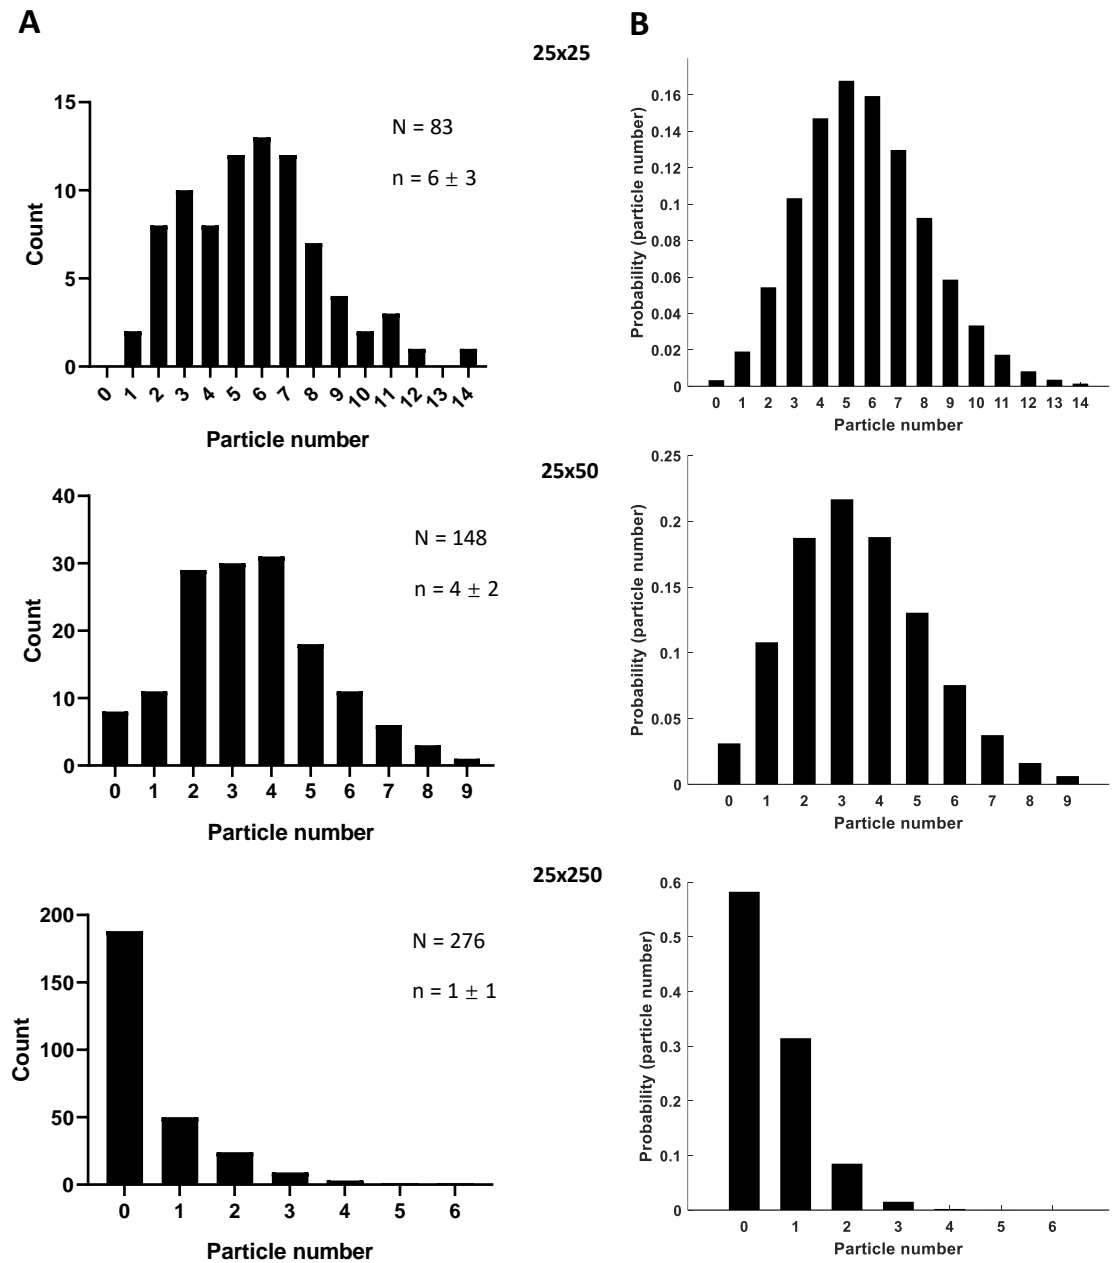 A
B
25x25
15
10
5
0
Count
N = 83
n = 6 ± 3
0 1 2 3 4 5 6 7 8 9 10 11 12 13 14
Particle number
0.16
0.14
0.12
0.1
0.08
0.06
0.04
0.02
0
Probability (particle number)
0 1 2 3 4 5 6 7 8 9 10 11 12 13 14
Particle number
25x50
40
30
20
10
0
Count
N = 148
n = 4 ± 2
0 1 2 3 4 5 6 7 8 9
Particle number
0.25
0.2
0.15
0.1
0.05
0
Probability (particle number)
0 1 2 3 4 5 6 7 8 9
Particle number
25x250
200
150
100
50
0
Count
N = 276
n = 1 ± 1
0 1 2 3 4 5 6
Particle number
0.6
0.5
0.4
0.3
0.2
0.1
0
Probability (particle number)
0 1 2 3 4 5 6
Particle number